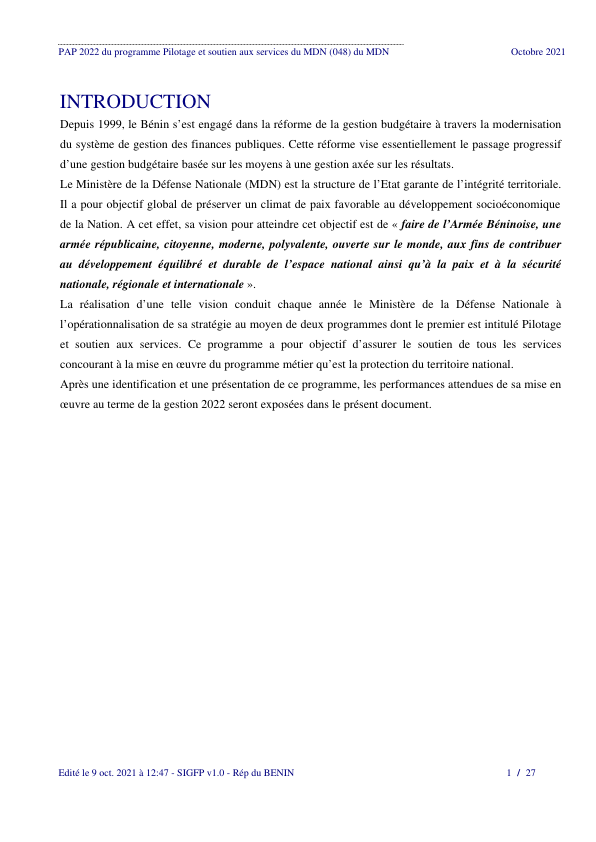 PAP 2022 du programme Pilotage et soutien aux services du MDN (048) du MDN Octobre 2021
INTRODUCTION
Depuis 1999, le Bénin s’est engagé dans la réforme de la gestion budgétaire à travers la modernisation
du système de gestion des finances publiques. Cette réforme vise essentiellement le passage progressif
d’une gestion budgétaire basée sur les moyens à une gestion axée sur les résultats.
Le Ministère de la Défense Nationale (MDN) est la structure de l’Etat garante de l’intégrité territoriale.
Il a pour objectif global de préserver un climat de paix favorable au développement socioéconomique
de la Nation. A cet effet, sa vision pour atteindre cet objectif est de « faire de l’Armée Béninoise, une
armée républicaine, citoyenne, moderne, polyvalente, ouverte sur le monde, aux fins de contribuer
au développement équilibré et durable de l’espace national ainsi qu’à la paix et à la sécurité
nationale, régionale et internationale ».
La réalisation d’une telle vision conduit chaque année le Ministère de la Défense Nationale à
l’opérationnalisation de sa stratégie au moyen de deux programmes dont le premier est intitulé Pilotage
et soutien aux services. Ce programme a pour objectif d’assurer le soutien de tous les services
concourant à la mise en œuvre du programme métier qu’est la protection du territoire national.
Après une identification et une présentation de ce programme, les performances attendues de sa mise en
œuvre au terme de la gestion 2022 seront exposées dans le présent document.
Edité le 9 oct. 2021 à 12:47 - SIGFP v1.0 - Rép du BENIN 1 / 27